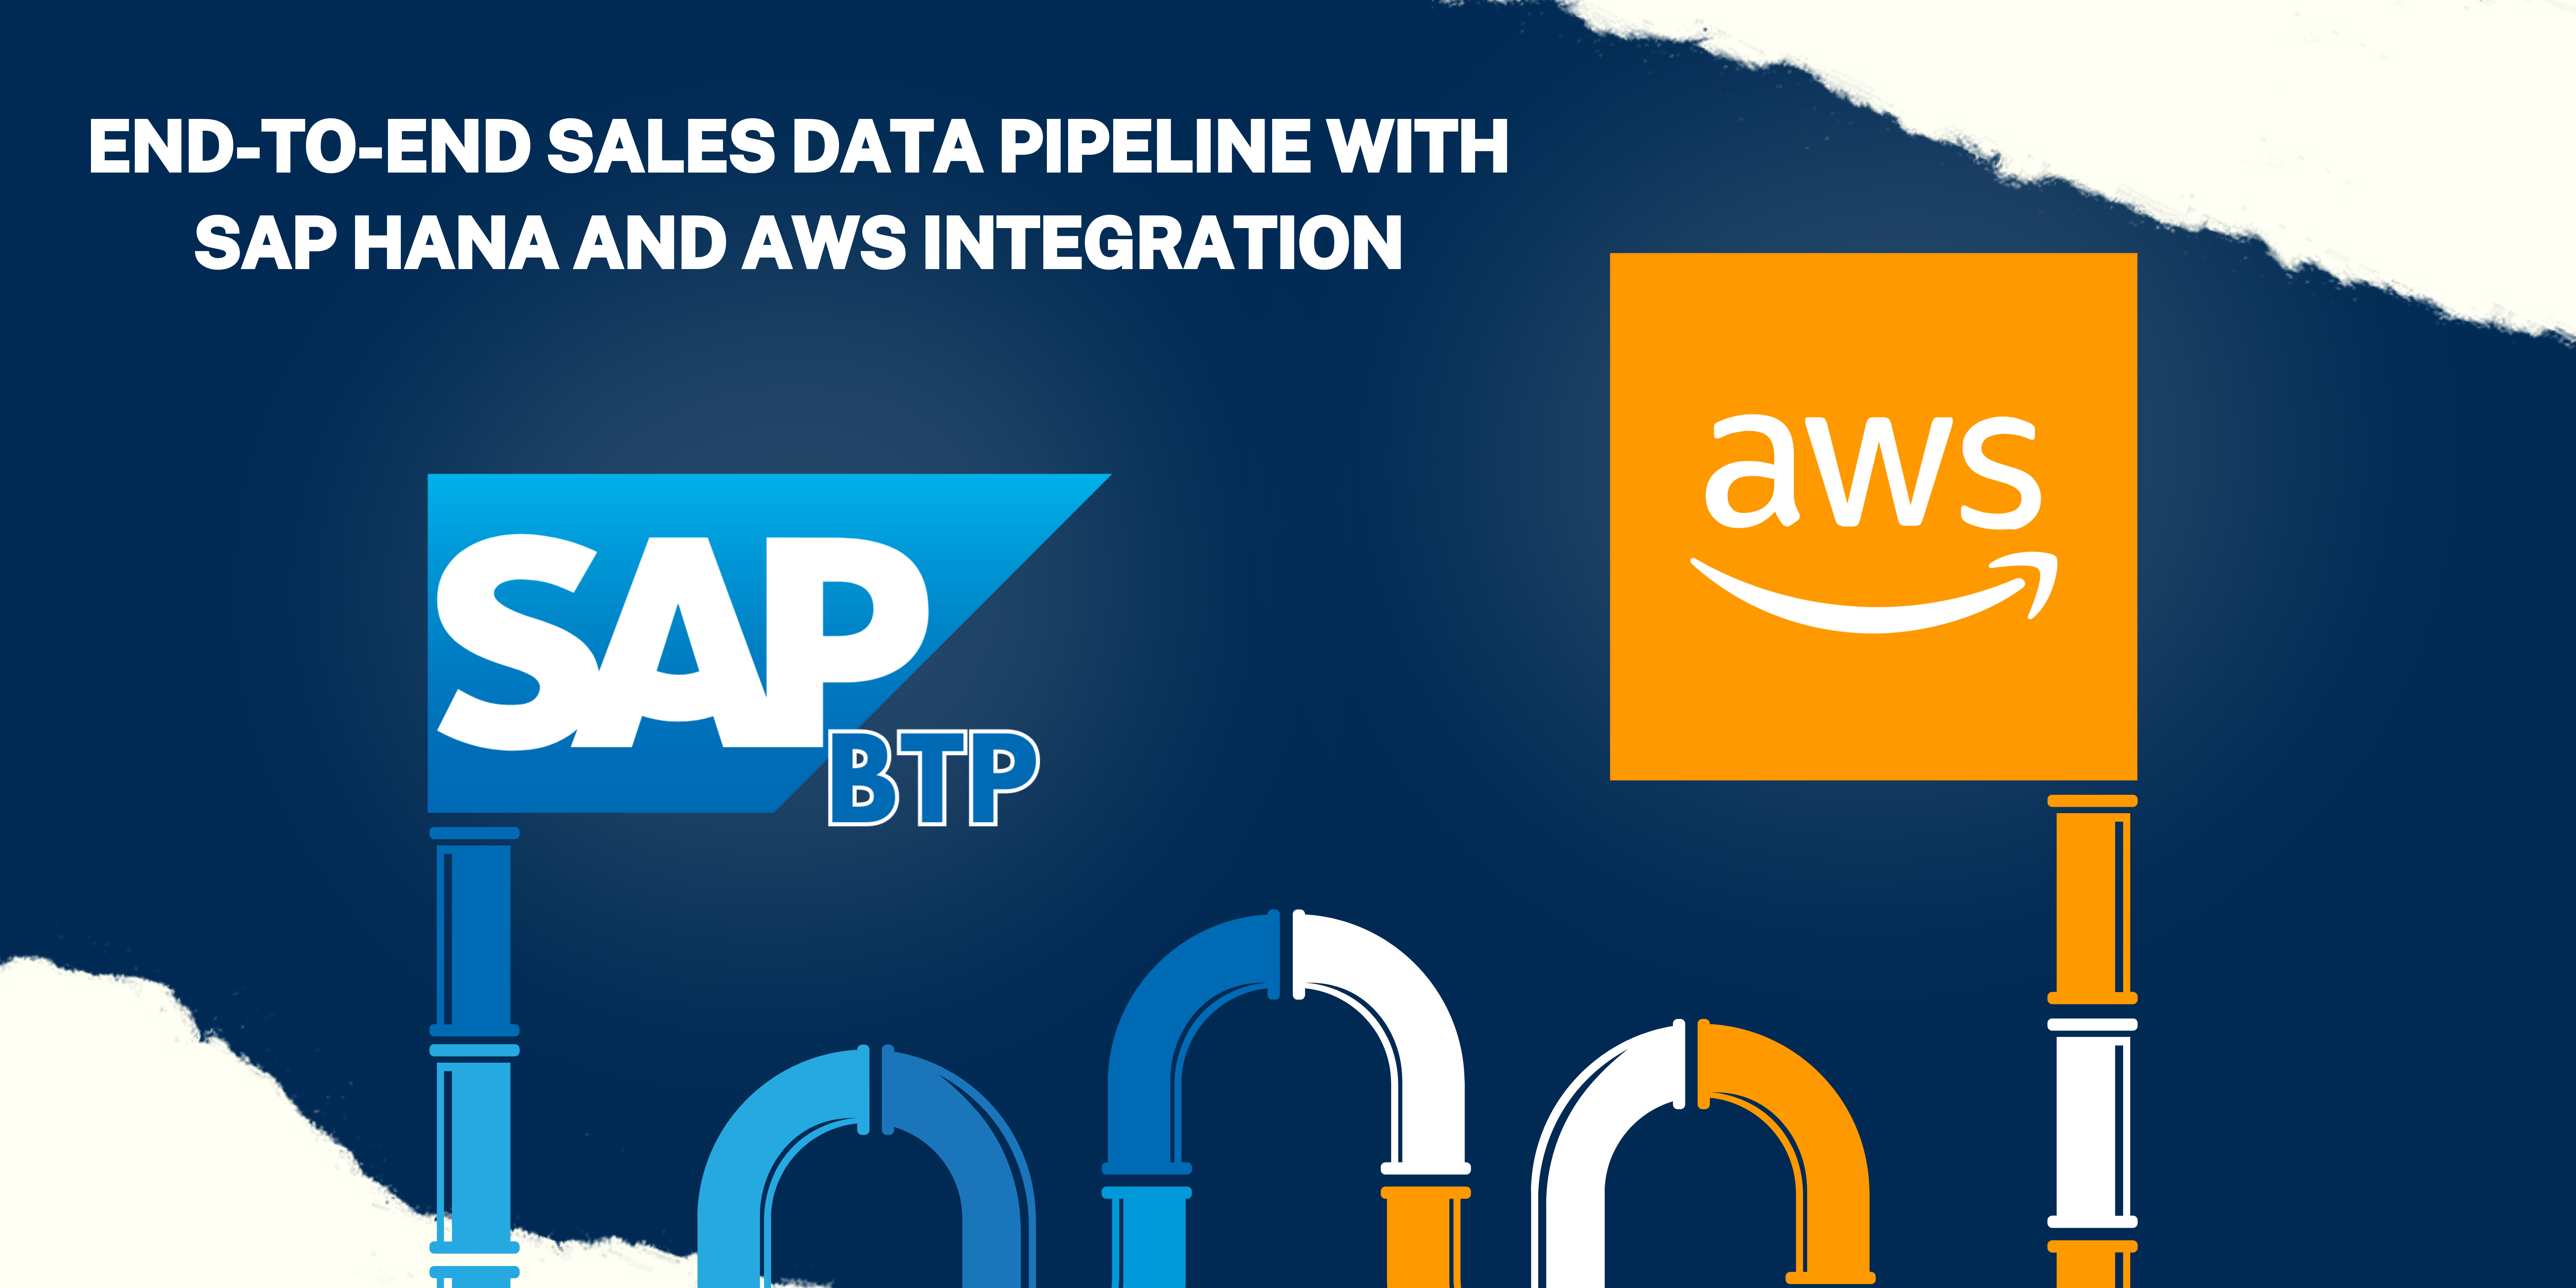 END-TO-END SALES DATA PIPELINE WITH
SAP HANA AND AWS INTEGRATION
aws
SAP
BTP